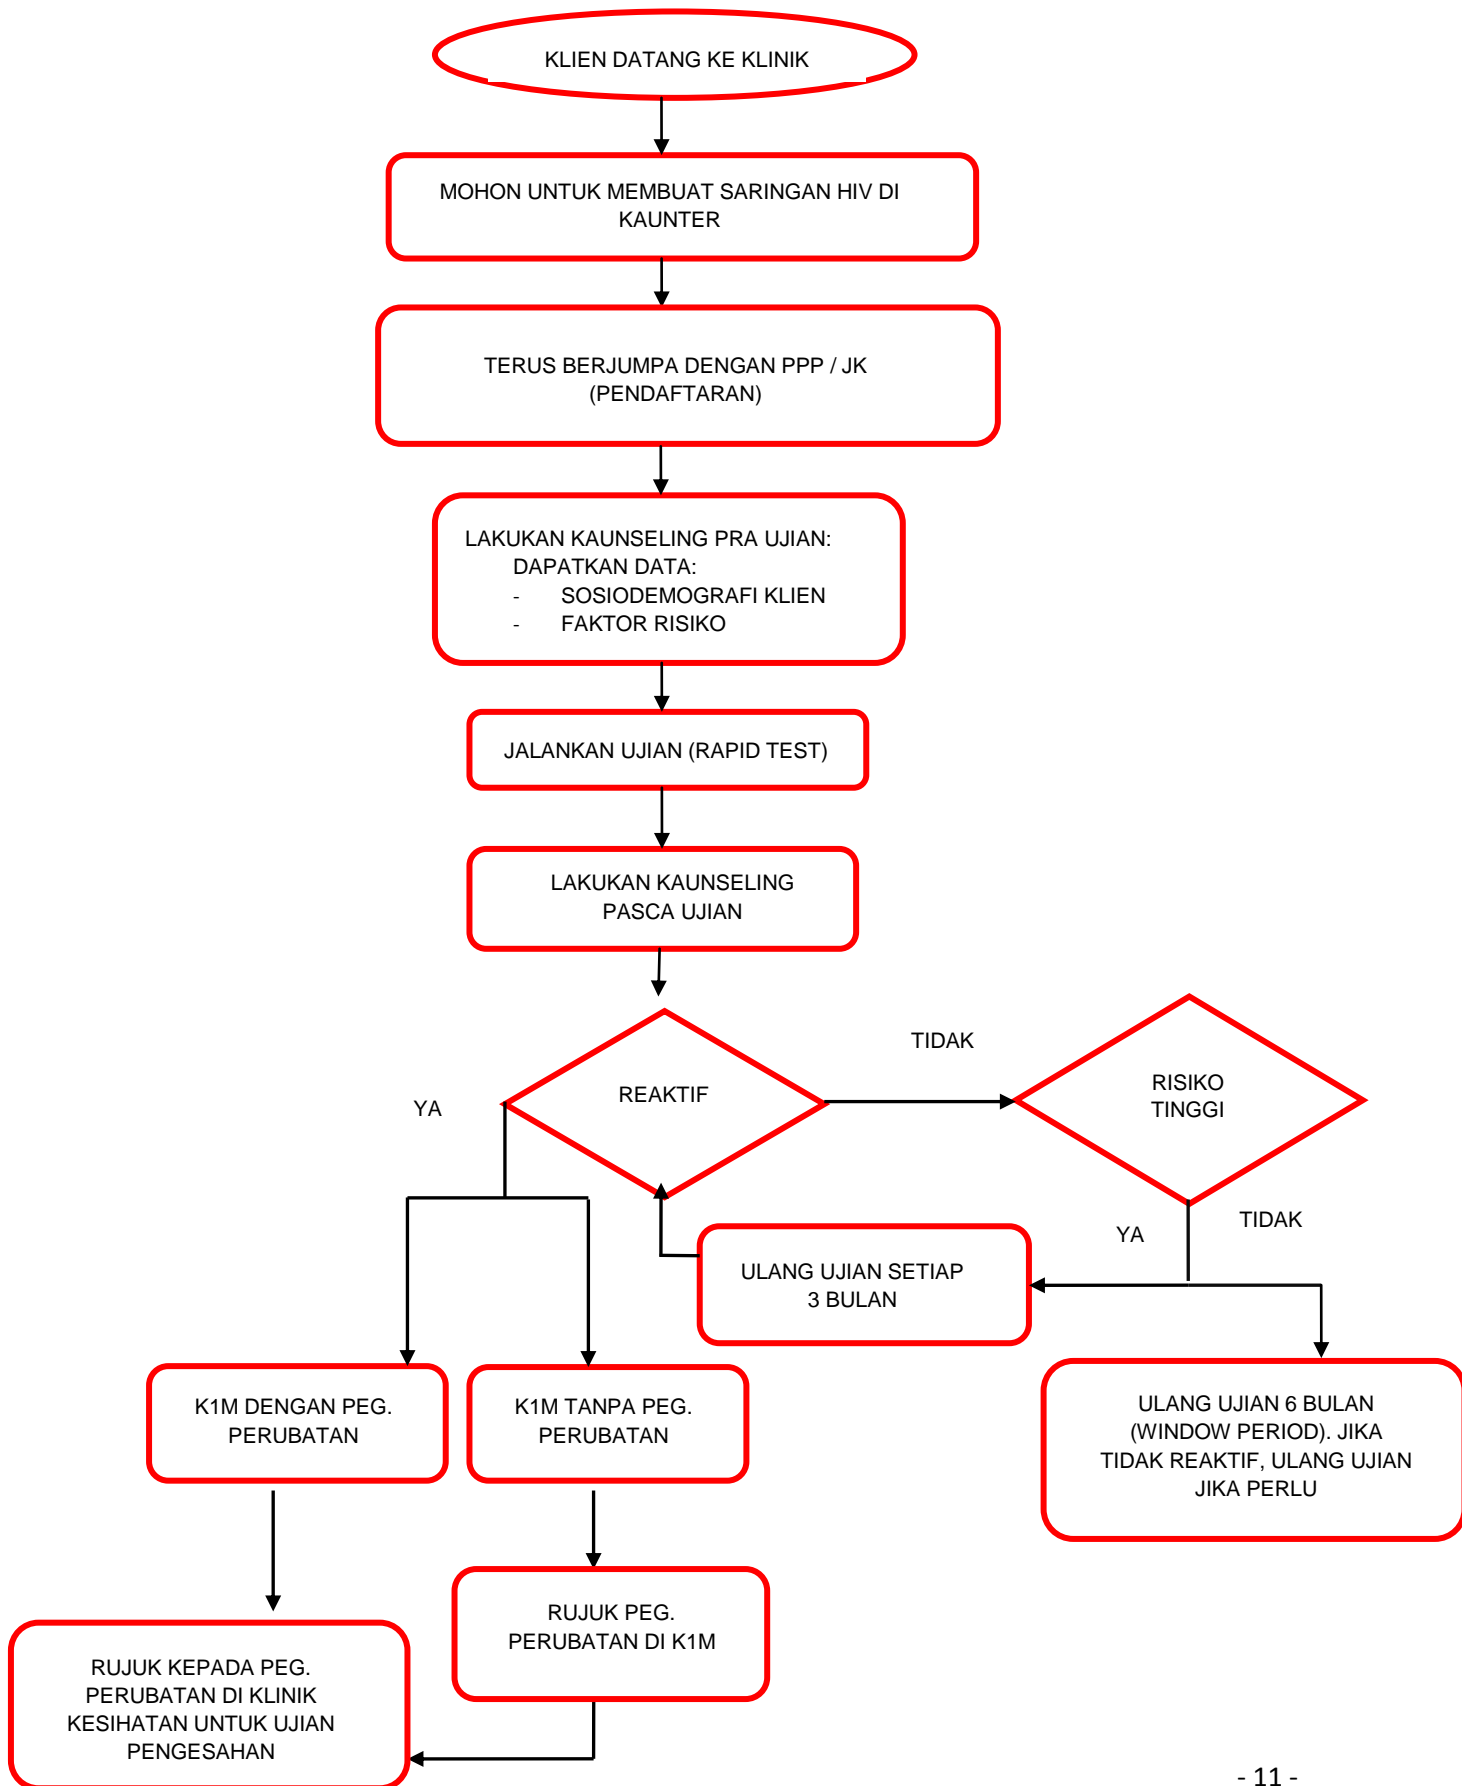 KLIEN DATANG KE KLINIK
MOHON UNTUK MEMBUAT SARINGAN HIV DI
KAUNTER
TERUS BERJUMPA DENGAN PPP / JK
(PENDAFTARAN)
LAKUKAN KAUNSELING PRA UJIAN:
DAPATKAN DATA:
- SOSIODEMOGRAFI KLIEN
- FAKTOR RISIKO
JALANKAN UJIAN (RAPID TEST)
LAKUKAN KAUNSELING
PASCA UJIAN
REAKTIF
TIDAK
RISIKO
TINGGI
YA
YA
TIDAK
ULANG UJIAN SETIAP
3 BULAN
K1M DENGAN PEG.
PERUBATAN
K1M TANPA PEG.
PERUBATAN
ULANG UJIAN 6 BULAN
(WINDOW PERIOD). JIKA
TIDAK REAKTIF, ULANG UJIAN
JIKA PERLU
RUJUK PEG.
PERUBATAN DI K1M
RUJUK KEPADA PEG.
PERUBATAN DI KLINIK
KESIHATAN UNTUK UJIAN
PENGESAHAN
- 11 -